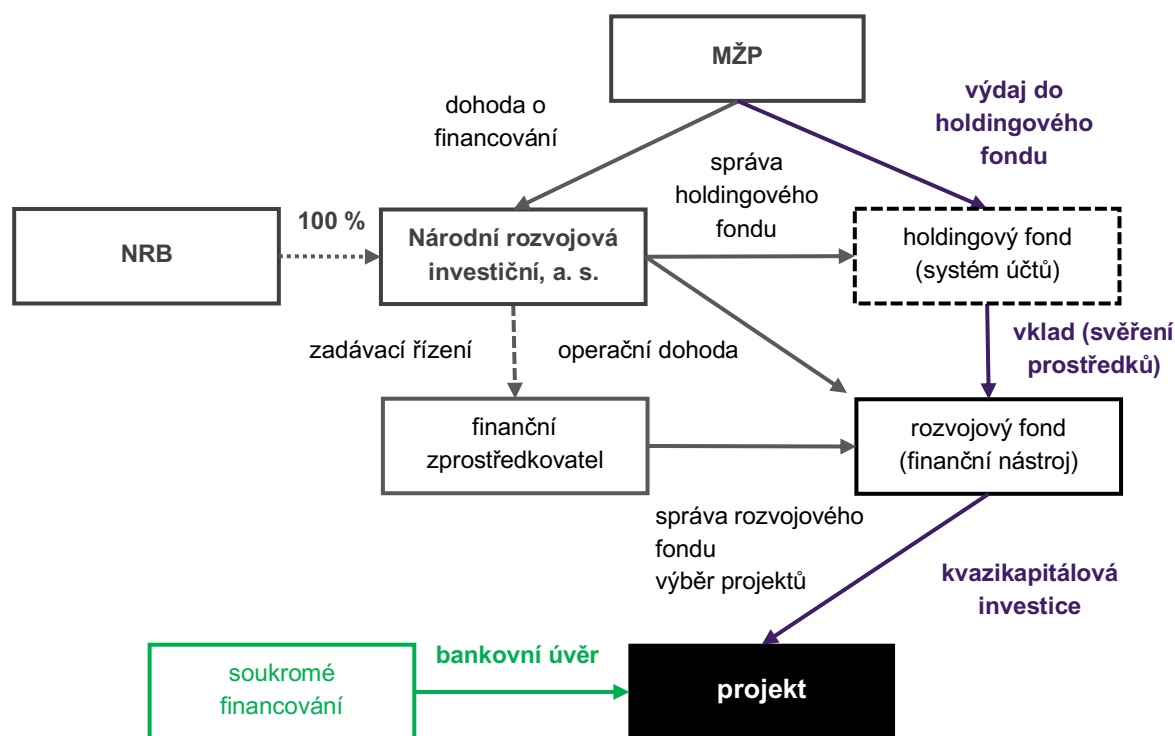 MŽP
dohoda o
financování
výdaj do
holdingového
fondu
správa
holdingového
fondu
NRB
100 %
Národní rozvojová
investiční, a. s.
holdingový fond
(systém účtů)
zadávací řízení
operační dohoda
vklad (svěření
prostředků)
finanční
zprostředkovatel
rozvojový fond
(finanční nástroj)
správa rozvojového
fondu
výběr projektů
kvazikapitálová
investice
soukromé
financování
bankovní úvěr
projekt